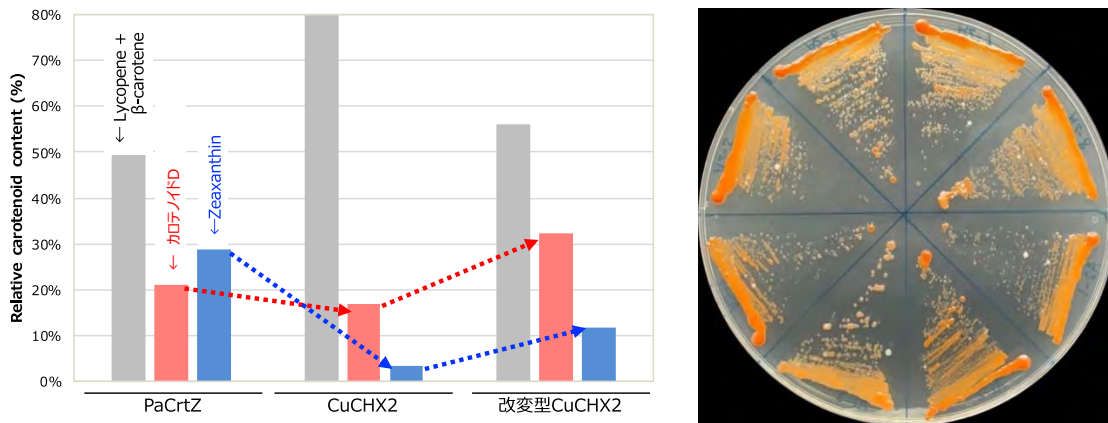 80%
70%
60%
50%
40%
30%
20%
10%
0%
Relative carotenoid content (%)
← Lycopene +
β-carotene
← カロテノイドD
←Zeaxanthin
PaCrtZ
CuCHX2
改変型CuCHX2